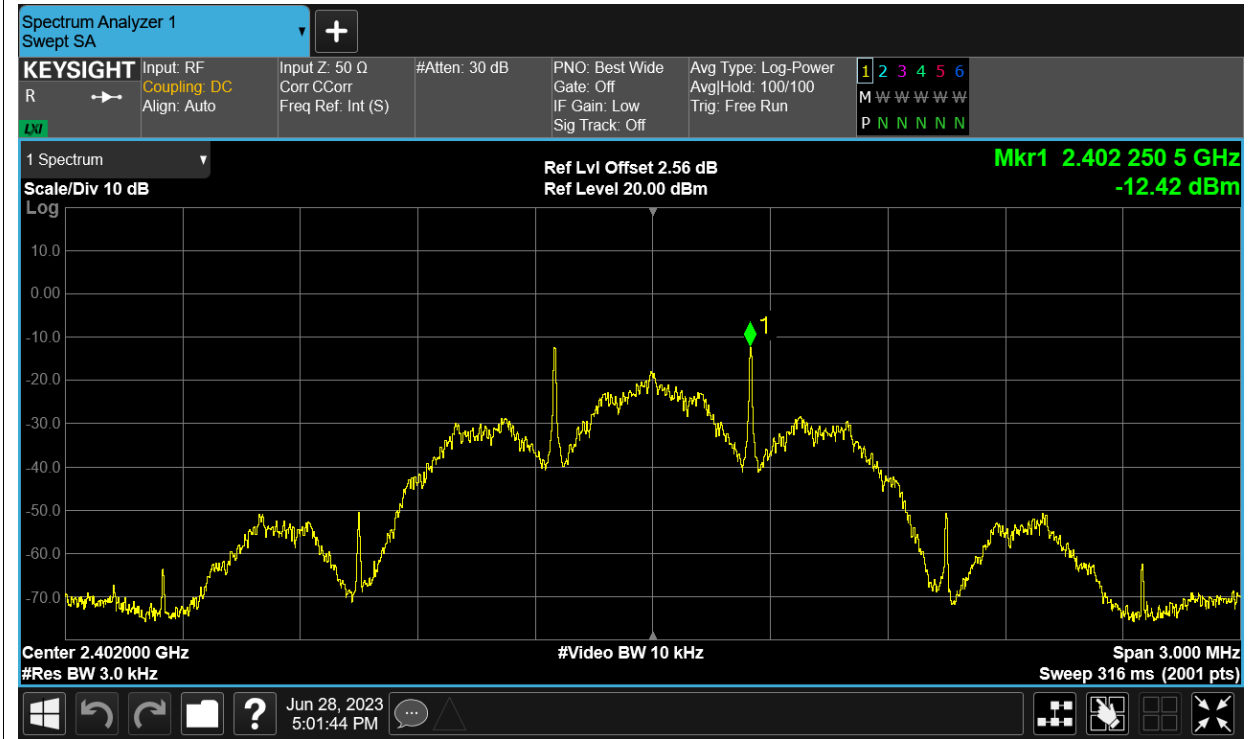 Spectrum Analyzer 1
Swept SA
+
KEYSIGHT Input: RF Input Z: 50 Ω #Atten: 30 dB PNO: Best Wide Avg Type: Log-Power 1 2 3 4 5 6
R Coupling: DC Corr CCorr Gate: Off Avg|Hold: 100/100 M W W W W W
Align: Auto Freq Ref: Int (S) IF Gain: Low Trig: Free Run
LXI Sig Track: Off P N N N N N
1 Spectrum Ref Lvl Offset 2.56 dB Mkr1 2.402 250 5 GHz
Scale/Div 10 dB Ref Level 20.00 dBm -12.42 dBm
Log
10.0
0.00
1
-10.0
-20.0
-30.0
-40.0
-50.0
-60.0
-70.0
Center 2.402000 GHz #Video BW 10 kHz Span 3.000 MHz
#Res BW 3.0 kHz Sweep 316 ms (2001 pts)
? Jun 28, 2023
5:01:44 PM